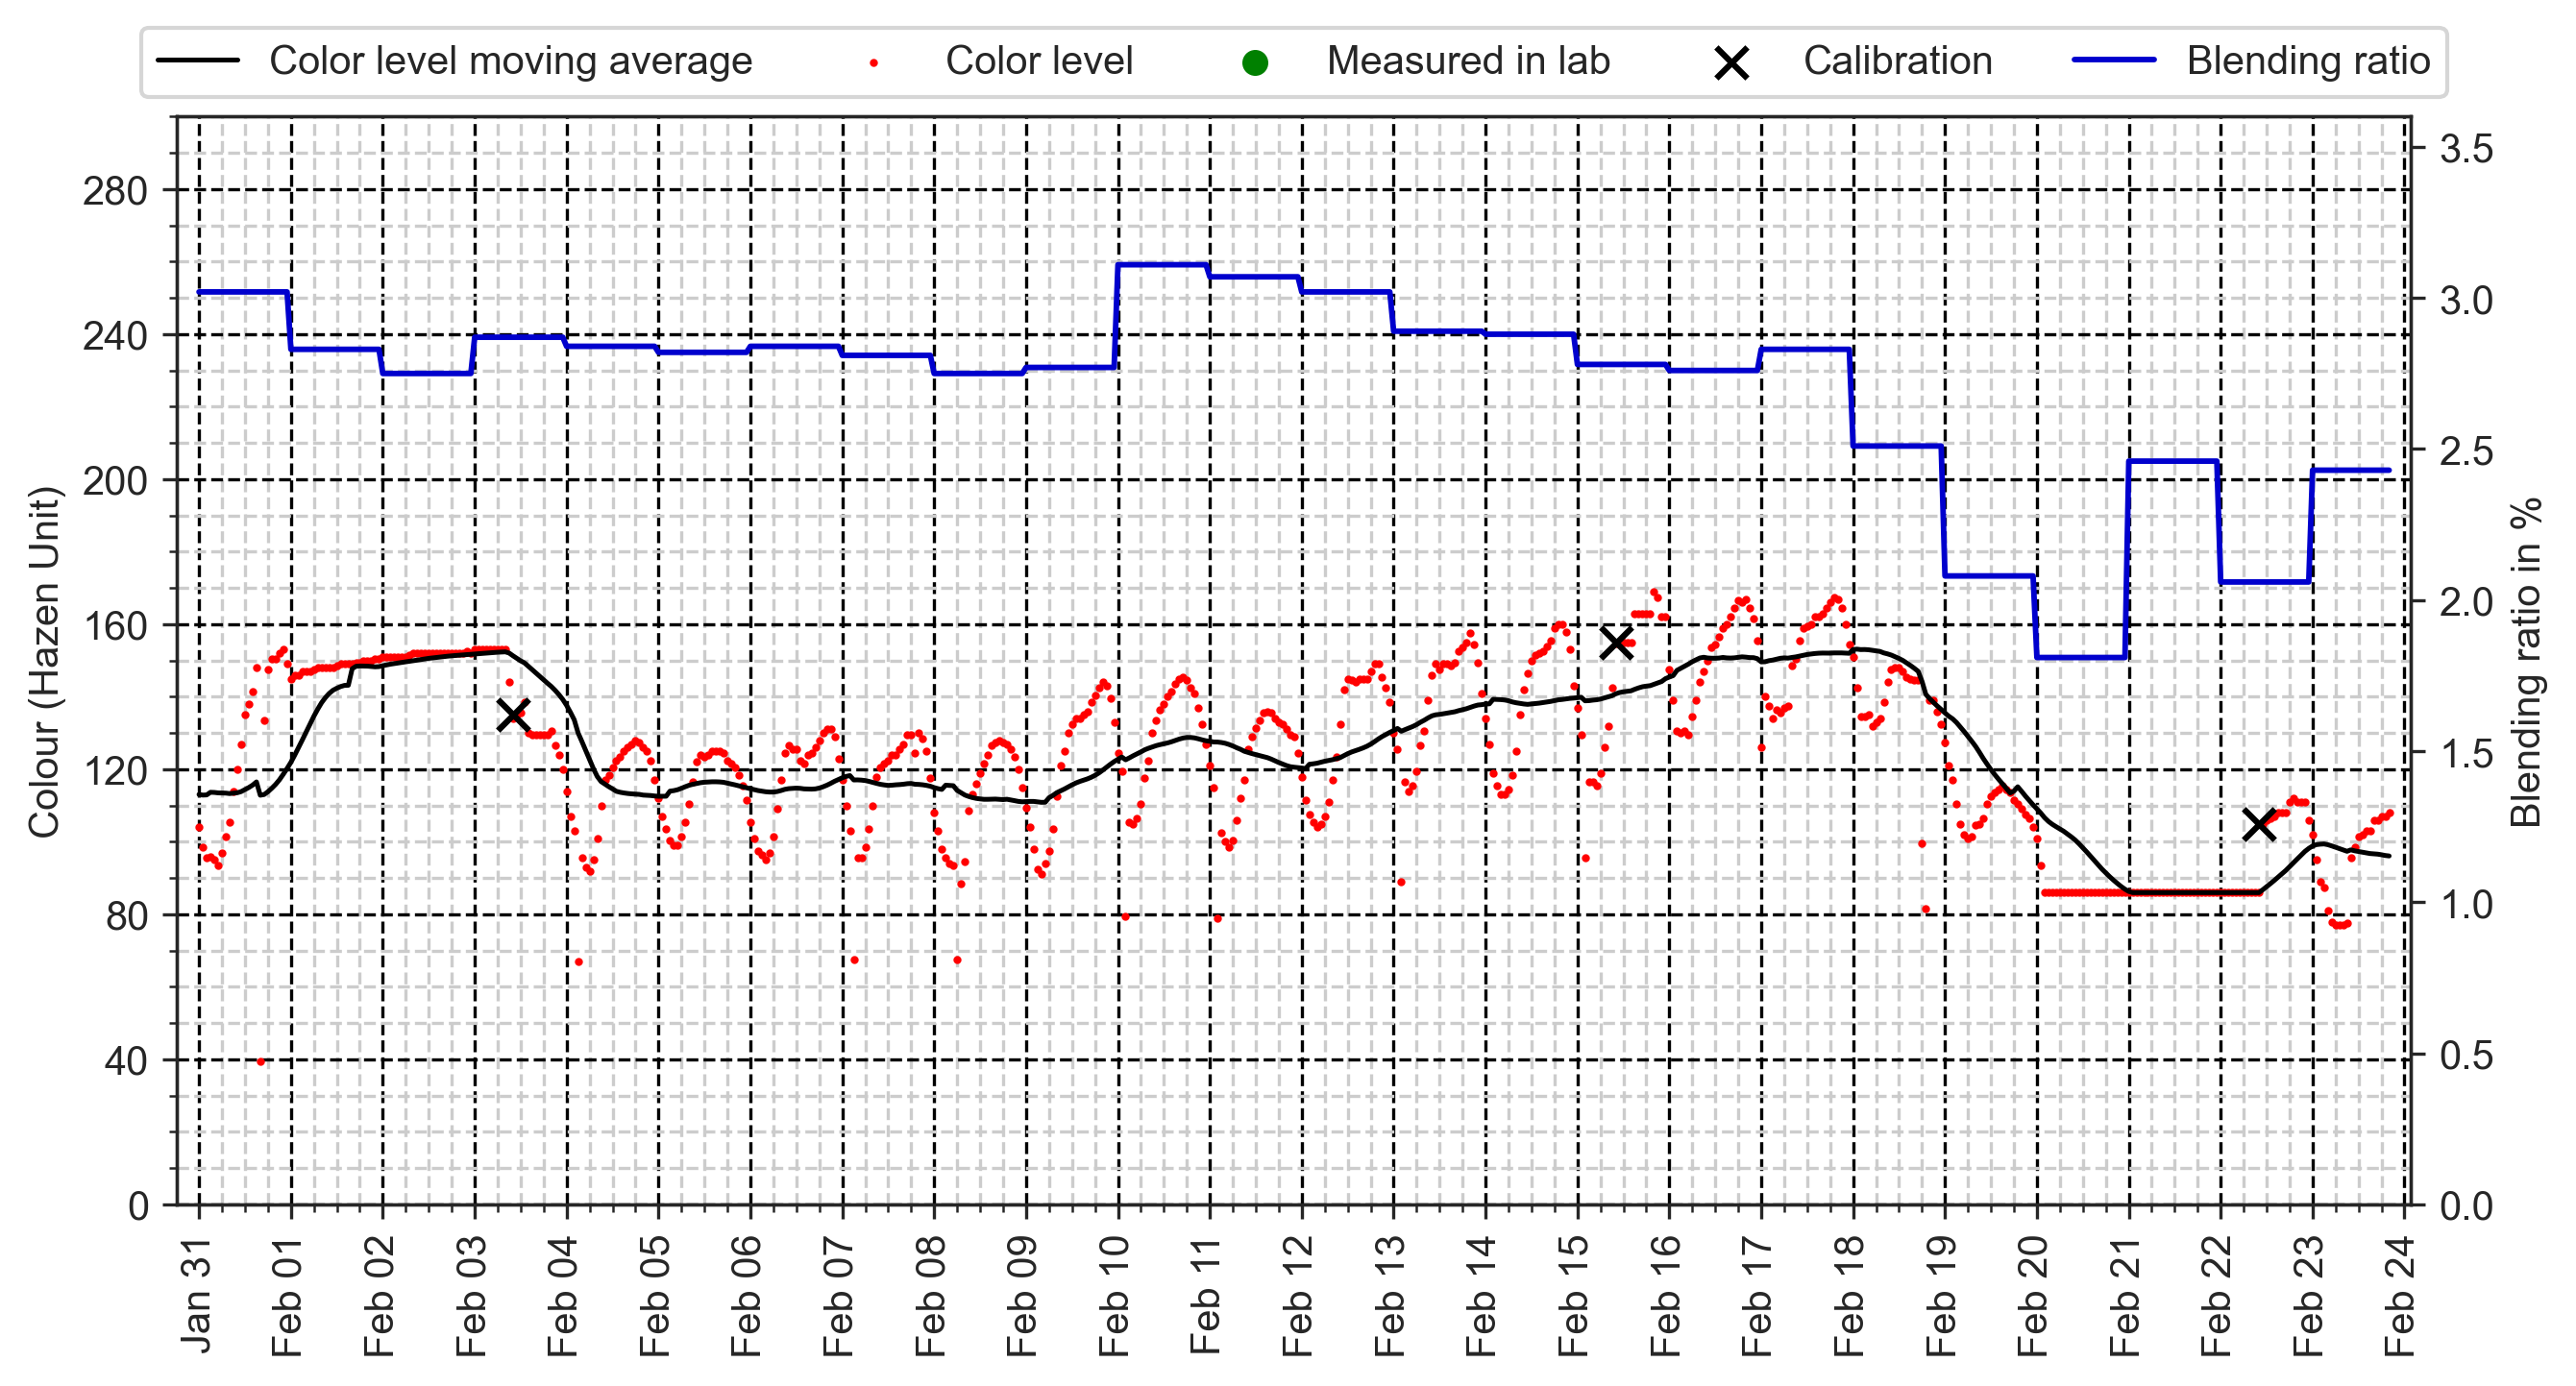 Color level moving average
Color level
Measured in lab
Calibration
Blending ratio
Colour (Hazen Unit)
280
240
200
160
120
80
40
0
3.5
3.0
2.5
2.0
1.5
1.0
0.5
0.0
Blending ratio in %
Jan 31
Feb 01
Feb 02
Feb 03
Feb 04
Feb 05
Feb 06
Feb 07
Feb 08
Feb 09
Feb 10
Feb 11
Feb 12
Feb 13
Feb 14
Feb 15
Feb 16
Feb 17
Feb 18
Feb 19
Feb 20
Feb 21
Feb 22
Feb 23
Feb 24